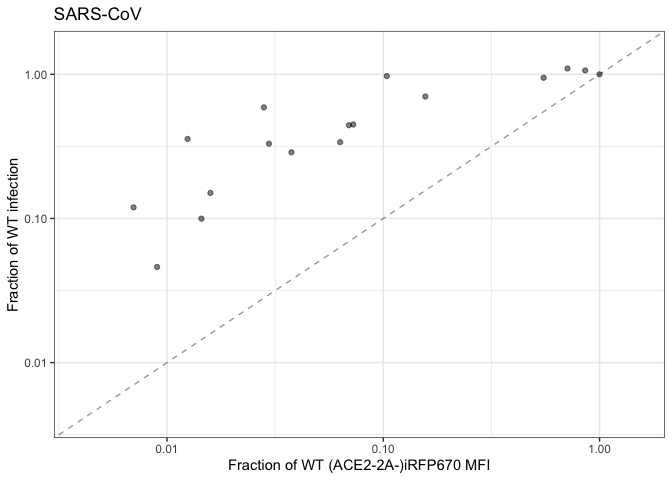 SARS-CoV
Fraction of WT infection
1.00
0.10
0.01
0.01 0.10 1.00
Fraction of WT (ACE2-2A-)iRFP670 MFI